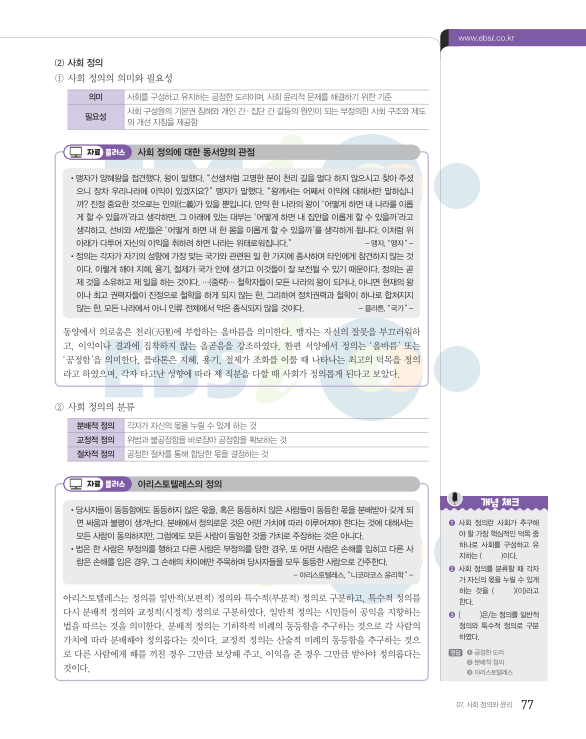 www.ebsi.co.kr
(2) 사회 정의
① 사회 정의의 의미와 필요성
의미 사회를 구성하고 유지하는 공정한 도리이며, 사회 윤리적 문제를 해결하기 위한 기준
필요성 사회 구성원의 기본권 침해와 개인 간·집단 간 갈등의 원인이 되는 부정의한 사회 구조와 제도
의 개선 지침을 제공함
자료 플러스 사회 정의에 대한 동서양의 관점
• 맹자가 양혜왕을 접견했다. 왕이 말했다. “선생처럼 고명한 분이 천리 길을 멀다 하지 않으시고 찾아 주셨
으니 장차 우리나라에 이익이 있겠지요?” 맹자가 말했다. “왕께서는 어째서 이익에 대해서만 말하십니
까? 진정 중요한 것으로는 인의(仁義)가 있을 뿐입니다. 만약 한 나라의 왕이 ‘어떻게 하면 내 나라를 이롭
게 할 수 있을까’라고 생각하면, 그 아래에 있는 대부는 ‘어떻게 하면 내 집안을 이롭게 할 수 있을까’라고
생각하고, 선비와 서민들은 ‘어떻게 하면 내 한 몸을 이롭게 할 수 있을까’를 생각하게 됩니다. 이처럼 위
아래가 다투어 자신의 이익을 취하려 하면 나라는 위태로워집니다.” – 맹자, “맹자” –
• 정의는 각자가 자기의 성향에 가장 맞는 국가와 관련된 일 한 가지에 종사하며 타인에게 참견하지 않는 것
이다. 이렇게 해야 지혜, 용기, 절제가 국가 안에 생기고 이것들이 잘 보전될 수 있기 때문이다. 정의는 곧
제 것을 소유하고 제 일을 하는 것이다. …(중략)… 철학자들이 모든 나라의 왕이 되거나, 아니면 현재의 왕
이나 최고 권력자들이 진정으로 철학을 하게 되지 않는 한, 그리하여 정치권력과 철학이 하나로 합쳐지지
않는 한, 모든 나라에서 아니 인류 전체에서 악은 종식되지 않을 것이다. – 플라톤, “국가” –
동양에서 의로움은 천리(天理)에 부합하는 올바름을 의미한다. 맹자는 자신의 잘못을 부끄러워하
고, 이익이나 결과에 집착하지 않는 올곧음을 강조하였다. 한편 서양에서 정의는 ‘올바름’ 또는
‘공정함’을 의미한다. 플라톤은 지혜, 용기, 절제가 조화를 이룰 때 나타나는 최고의 덕목을 정의
라고 하였으며, 각자 타고난 성향에 따라 제 직분을 다할 때 사회가 정의롭게 된다고 보았다.
② 사회 정의의 분류
분배적 정의 각자가 자신의 몫을 누릴 수 있게 하는 것
교정적 정의 위법과 불공정함을 바로잡아 공정함을 확보하는 것
절차적 정의 공정한 절차를 통해 합당한 몫을 결정하는 것
자료 플러스 아리스토텔레스의 정의
• 당사자들이 동등함에도 동등하지 않은 몫을, 혹은 동등하지 않은 사람들이 동등한 몫을 분배받아 갖게 되
면 싸움과 불평이 생겨난다. 분배에서 정의로운 것은 어떤 가치에 따라 이루어져야 한다는 것에 대해서는
모든 사람이 동의하지만, 그럼에도 모든 사람이 동일한 것을 가치로 주장하는 것은 아니다.
• 법은 한 사람은 부정의를 행하고 다른 사람은 부정의를 당한 경우, 또 어떤 사람은 손해를 입히고 다른 사
람은 손해를 입은 경우, 그 손해의 차이에만 주목하며 당사자들을 모두 동등한 사람으로 간주한다.
– 아리스토텔레스, “니코마코스 윤리학” –
아리스토텔레스는 정의를 일반적(보편적) 정의와 특수적(부분적) 정의로 구분하고, 특수적 정의를
다시 분배적 정의와 교정적(시정적) 정의로 구분하였다. 일반적 정의는 시민들이 공익을 지향하는
법을 따르는 것을 의미한다. 분배적 정의는 기하학적 비례의 동등함을 추구하는 것으로 각 사람의
가치에 따라 분배해야 정의롭다는 것이다. 교정적 정의는 산술적 비례의 동등함을 추구하는 것으
로 다른 사람에게 해를 끼친 경우 그만큼 보상해 주고, 이익을 준 경우 그만큼 받아야 정의롭다는
것이다.
개념 체크
❶ 사회 정의란 사회가 추구해
야 할 가장 핵심적인 덕목 중
하나로 사회를 구성하고 유
지하는 ( )이다.
❷ 사회 정의를 분류할 때 각자
가 자신의 몫을 누릴 수 있게
하는 것을 ( )(이)라고
한다.
❸ ( )은/는 정의를 일반적
정의와 특수적 정의로 구분
하였다.
정답 ❶ 공정한 도리
❷ 분배적 정의
❸ 아리스토텔레스
07. 사회 정의와 윤리 77